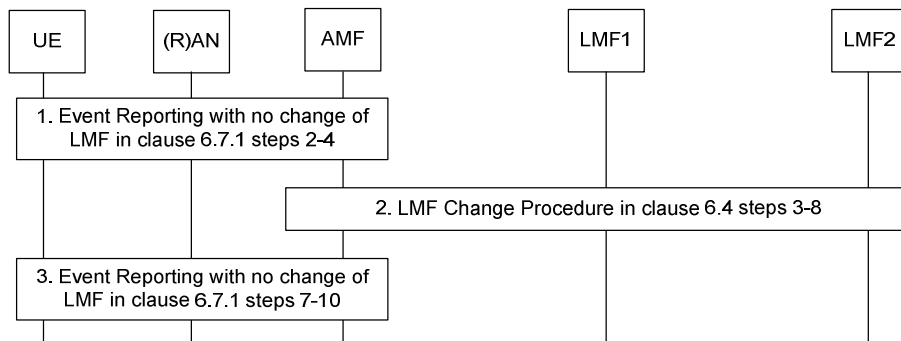 UE
(R)AN
AMF
LMF1
LMF2
1. Event Reporting with no change of
LMF in clause 6.7.1 steps 2-4
2. LMF Change Procedure in clause 6.4 steps 3-8
3. Event Reporting with no change of
LMF in clause 6.7.1 steps 7-10